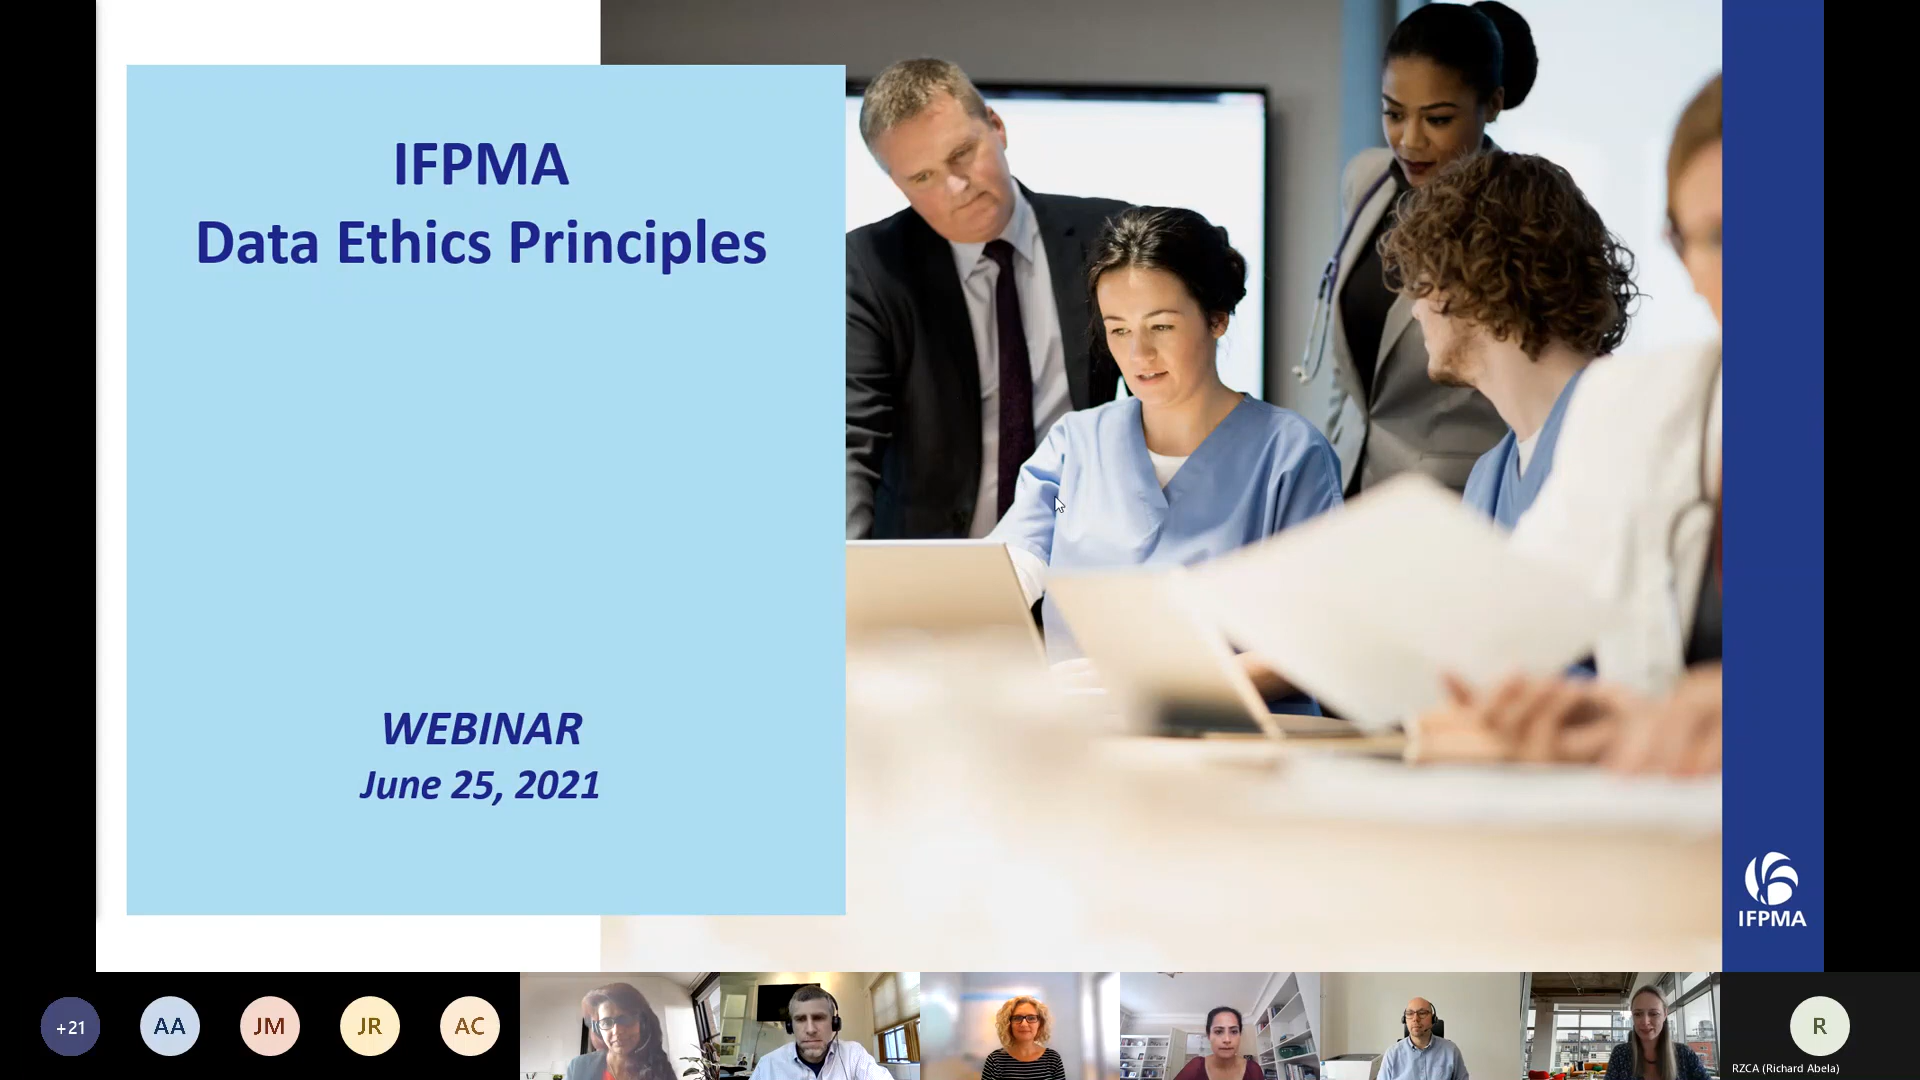 IFPMA
Data Ethics Principles
WEBINAR
June 25, 2021
IFPMA
+21
AA
JM
JR
AC
R
RZCA (Richard Abela)